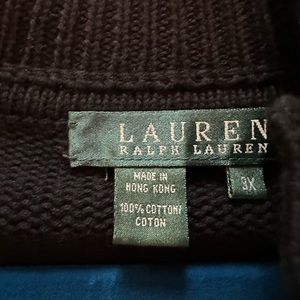 LAUREN
RALPH LAUREN
MADE IN
HONG KONG
3X
100% COTTON/
COTON